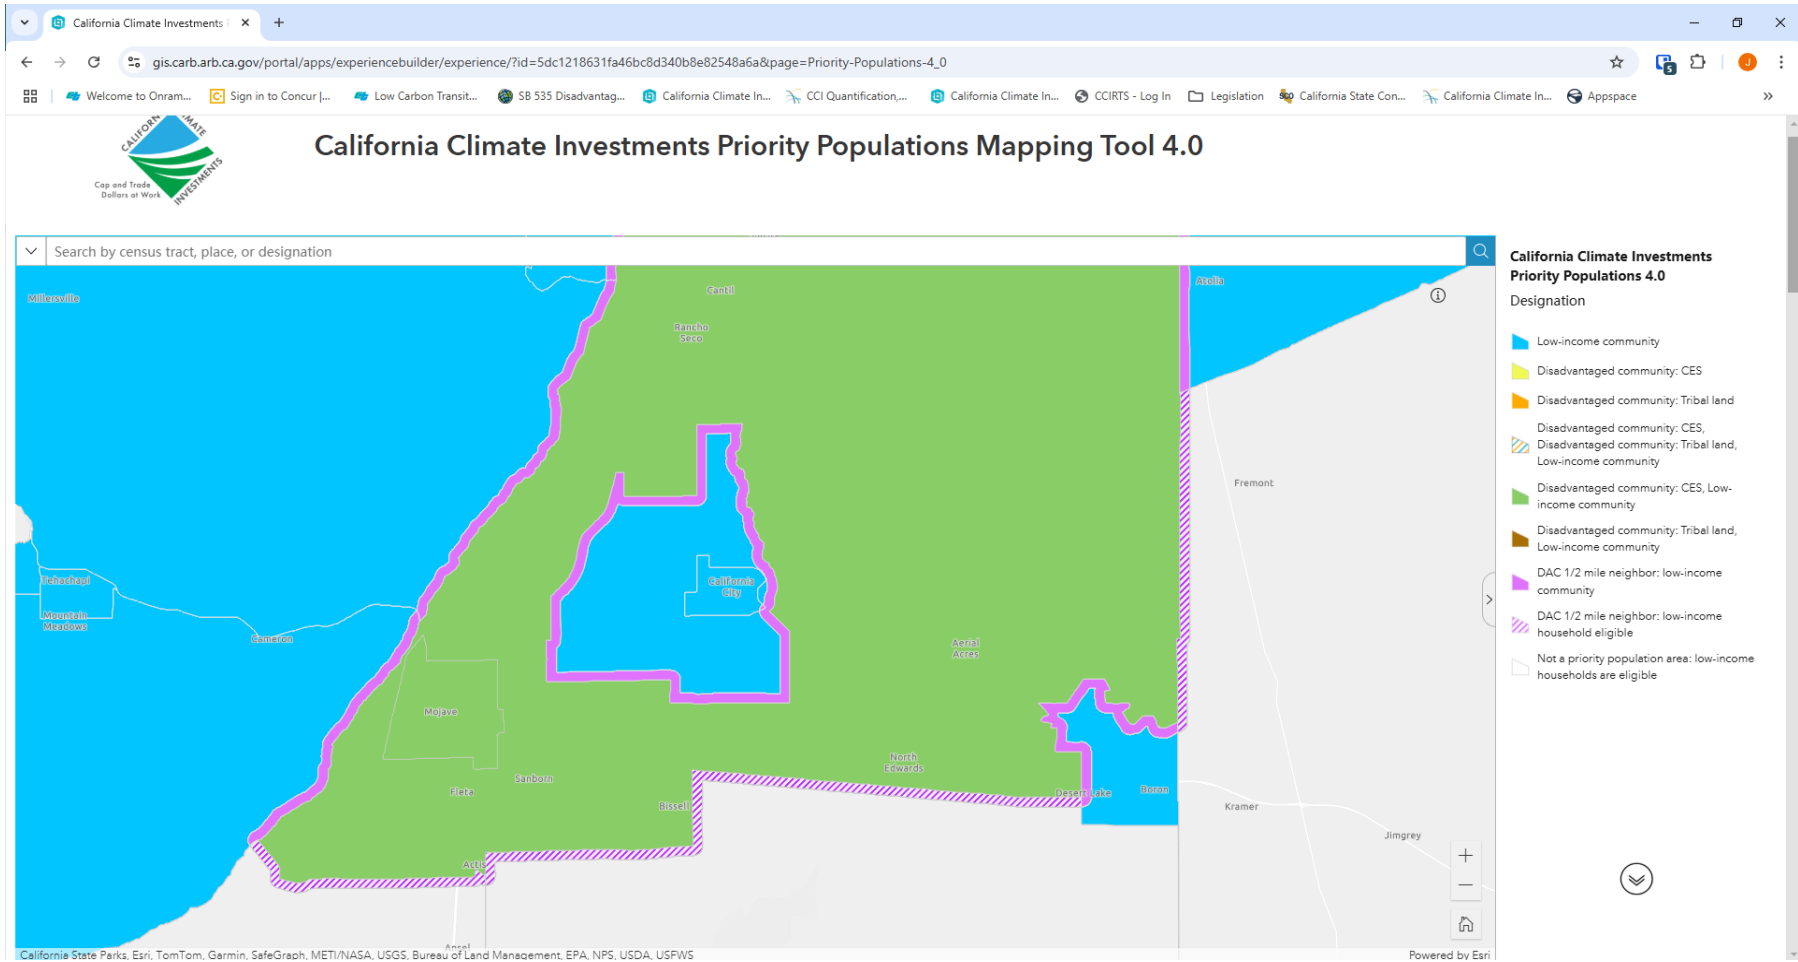 California Climate Investments
gis.carb.arb.ca.gov/portal/apps/experiencebuilder/experience/?id=5dc1218631fa46bc8d340b8e82548a6a&page=Priority-Populations-4_0
5
J
Welcome to Onram...
Sign in to Concur |...
Low Carbon Transit...
SB 535 Disadvantag...
California Climate In...
CCI Quantification,...
California Climate In...
CCIRTS - Log In
Legislation
California State Con...
California Climate In...
Appspace
CALIFORNIA CLIMATE
INVESTMENTS
Cap and Trade
Dollars at Work
California Climate Investments Priority Populations Mapping Tool 4.0
Search by census tract, place, or designation
Millersville
Cantil
Atolia
Rancho
Seco
Fremont
Tehachapi
California
City
Mountain
Meadows
Cameron
Aerial
Acres
Mojave
North
Edwards
Sanborn
Fleta
Bissell
Desert Lake
Boron
Kramer
Jimgrey
Actis
Ansel
California State Parks, Esri, TomTom, Garmin, SafeGraph, METI/NASA, USGS, Bureau of Land Management, EPA, NPS, USDA, USFWS
Powered by Esri
California Climate Investments
Priority Populations 4.0
Designation
Low-income community
Disadvantaged community: CES
Disadvantaged community: Tribal land
Disadvantaged community: CES,
Disadvantaged community: Tribal land,
Low-income community
Disadvantaged community: CES, Low-
income community
Disadvantaged community: Tribal land,
Low-income community
DAC 1/2 mile neighbor: low-income
community
DAC 1/2 mile neighbor: low-income
household eligible
Not a priority population area: low-income
households are eligible